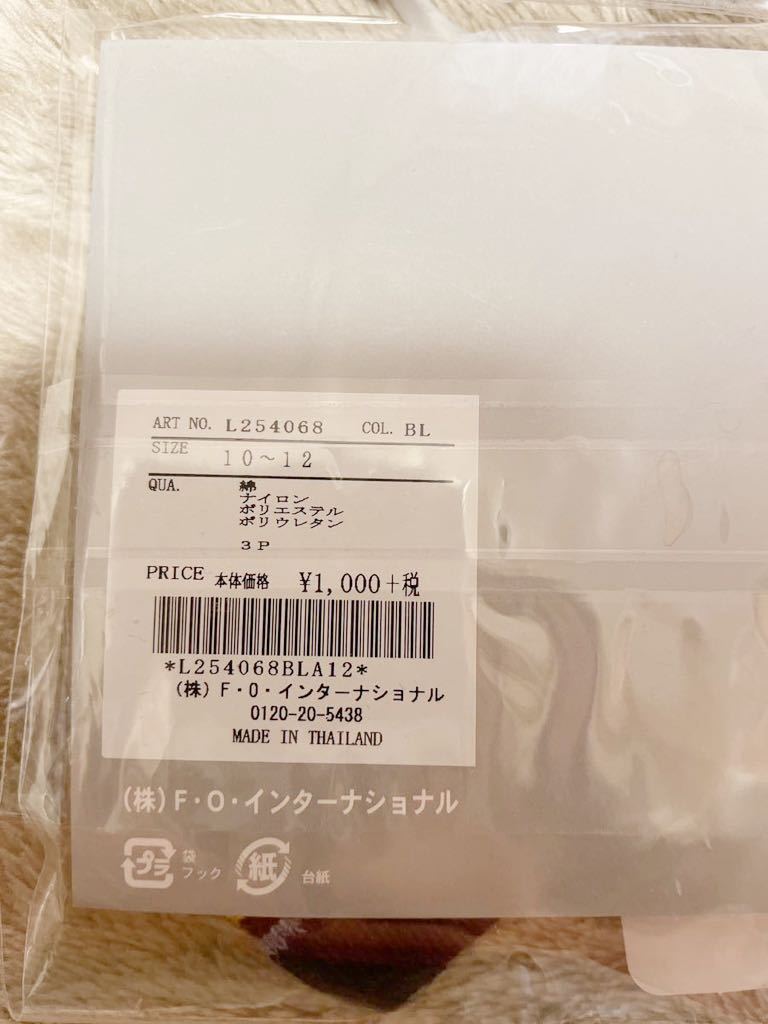 ART NO. L254068 COL. BL
SIZE 10~12
QUA. 綿
ナイロン
ポリエステル
ポリウレタン
3P
PRICE 本体価格 ¥1,000+税
*L254068BLA12*
(株)F・O・インターナショナル
0120-20-5438
MADE IN THAILAND
(株)F・O・インターナショナル
プラ 袋 フック 紙 台紙